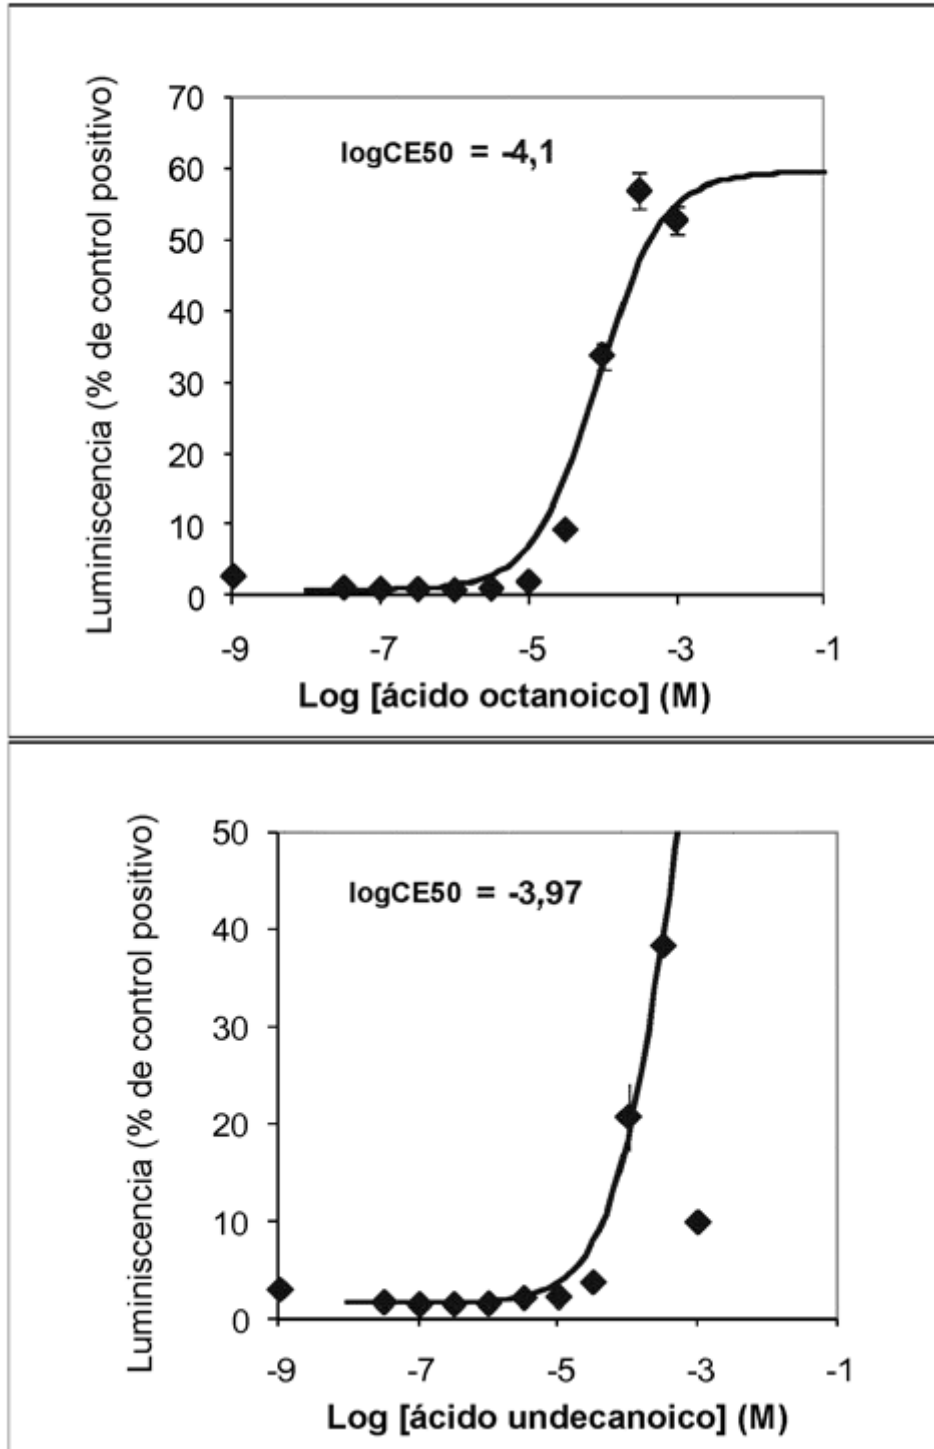 Luminiscencia (% de control positivo)
70
60
50
40
30
20
10
0
logCE50 = -4,1
-9 -7 -5 -3 -1
Log [ácido octanoico] (M)
Luminiscencia (% de control positivo)
50
40
30
20
10
0
logCE50 = -3,97
-9 -7 -5 -3 -1
Log [ácido undecanoico] (M)